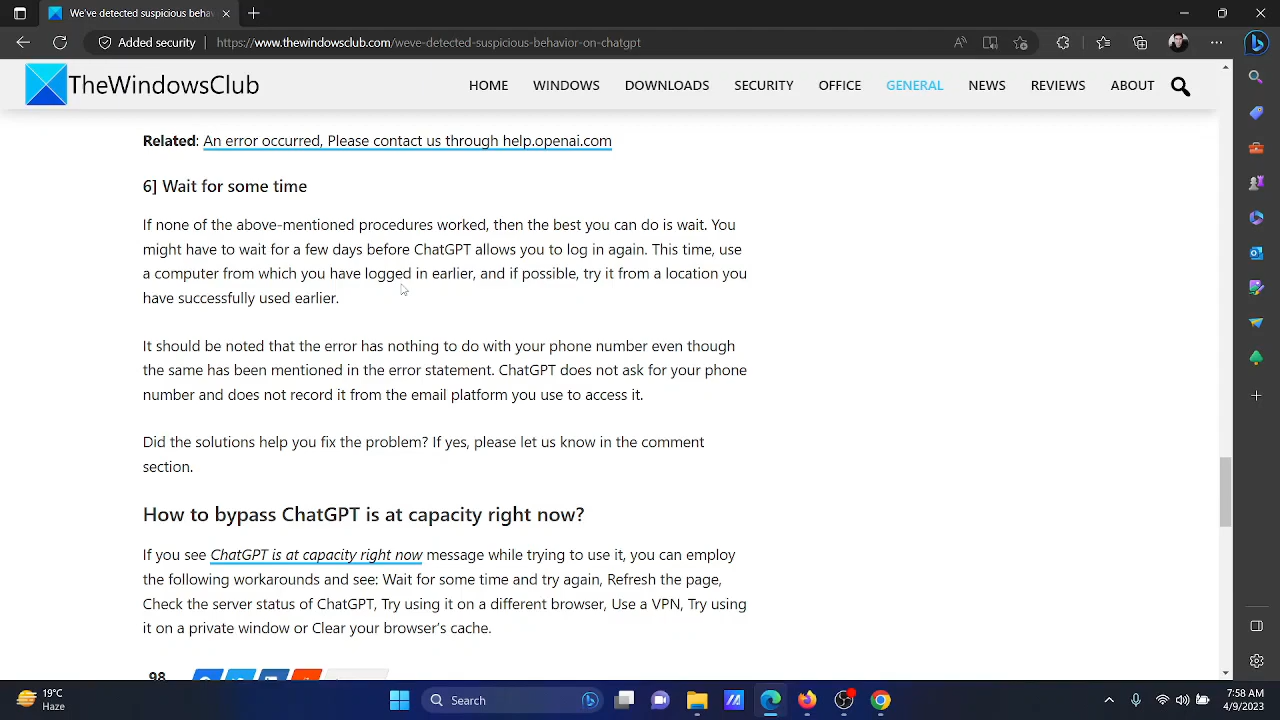 We've detected suspicious behav
Added security
https://www.thewindowsclub.com/weve-detected-suspicious-behavior-on-chatgpt
TheWindowsClub
HOME
WINDOWS
DOWNLOADS
SECURITY
OFFICE
GENERAL
NEWS
REVIEWS
ABOUT
Related: An error occurred, Please contact us through help.openai.com
6] Wait for some time
If none of the above-mentioned procedures worked, then the best you can do is wait. You
might have to wait for a few days before ChatGPT allows you to log in again. This time, use
a computer from which you have logged in earlier, and if possible, try it from a location you
have successfully used earlier.
It should be noted that the error has nothing to do with your phone number even though
the same has been mentioned in the error statement. ChatGPT does not ask for your phone
number and does not record it from the email platform you use to access it.
Did the solutions help you fix the problem? If yes, please let us know in the comment
section.
How to bypass ChatGPT is at capacity right now?
If you see ChatGPT is at capacity right now message while trying to use it, you can employ
the following workarounds and see: Wait for some time and try again, Refresh the page,
Check the server status of ChatGPT, Try using it on a different browser, Use a VPN, Try using
it on a private window or Clear your browser's cache.
98
19°C
Haze
Search
7:58 AM
4/9/2023